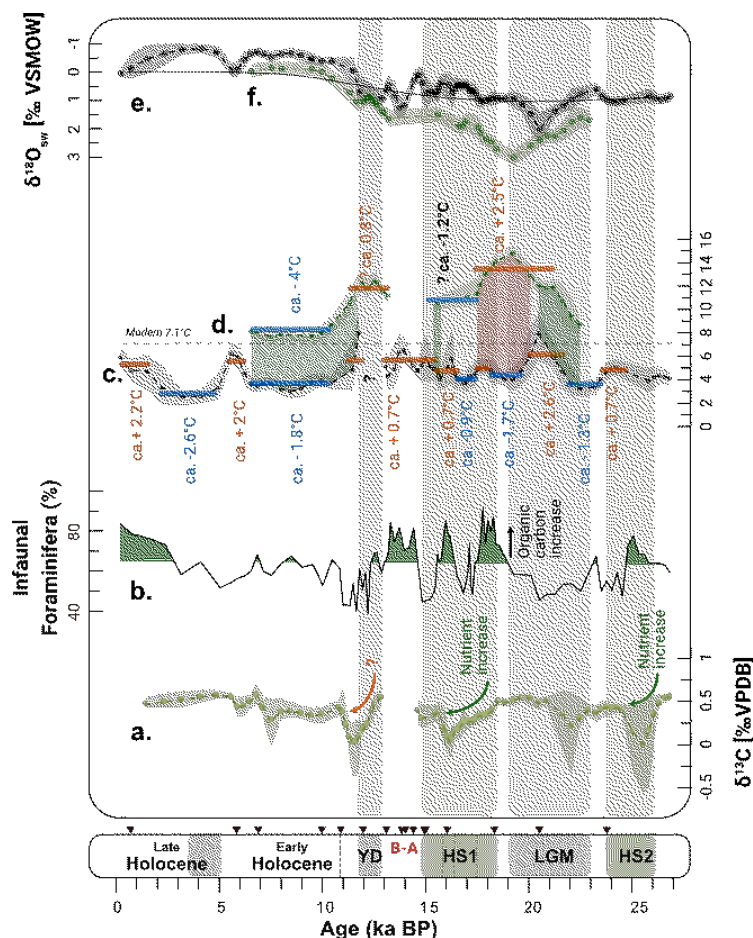 -1
0
1
2
3
δ18Osw [‰ VSMOW]
e.
f.
? ca. 0.8°C
? ca. -1.2°C
ca. + 2.5°C
ca. - 4°C
16
14
12
10
8
6
4
2
0
d.
Modern 7.1°C
c.
ca. + 2.2°C
ca. -2.6°C
ca. + 2°C
ca. - 1.8°C
?
ca. + 0.7°C
ca. + 0.7°C
ca. -0.9°C
ca. -1.7°C
ca. + 2.6°C
ca. -1.3°C
ca. + 0.7°C
Infaunal
Foraminifera (%)
80
40
b.
Organic
carbon
increase
?
Nutrient
increase
Nutrient
increase
a.
1
0.5
0
-0.5
δ13C [‰VPDB]
Late
Holocene
Early
Holocene
YD
B-A
HS1
LGM
HS2
0 5 10 15 20 25
Age (ka BP)